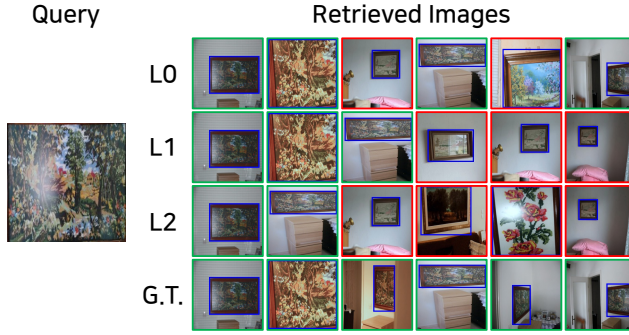 Query
Retrieved Images
L0
L1
L2
G.T.